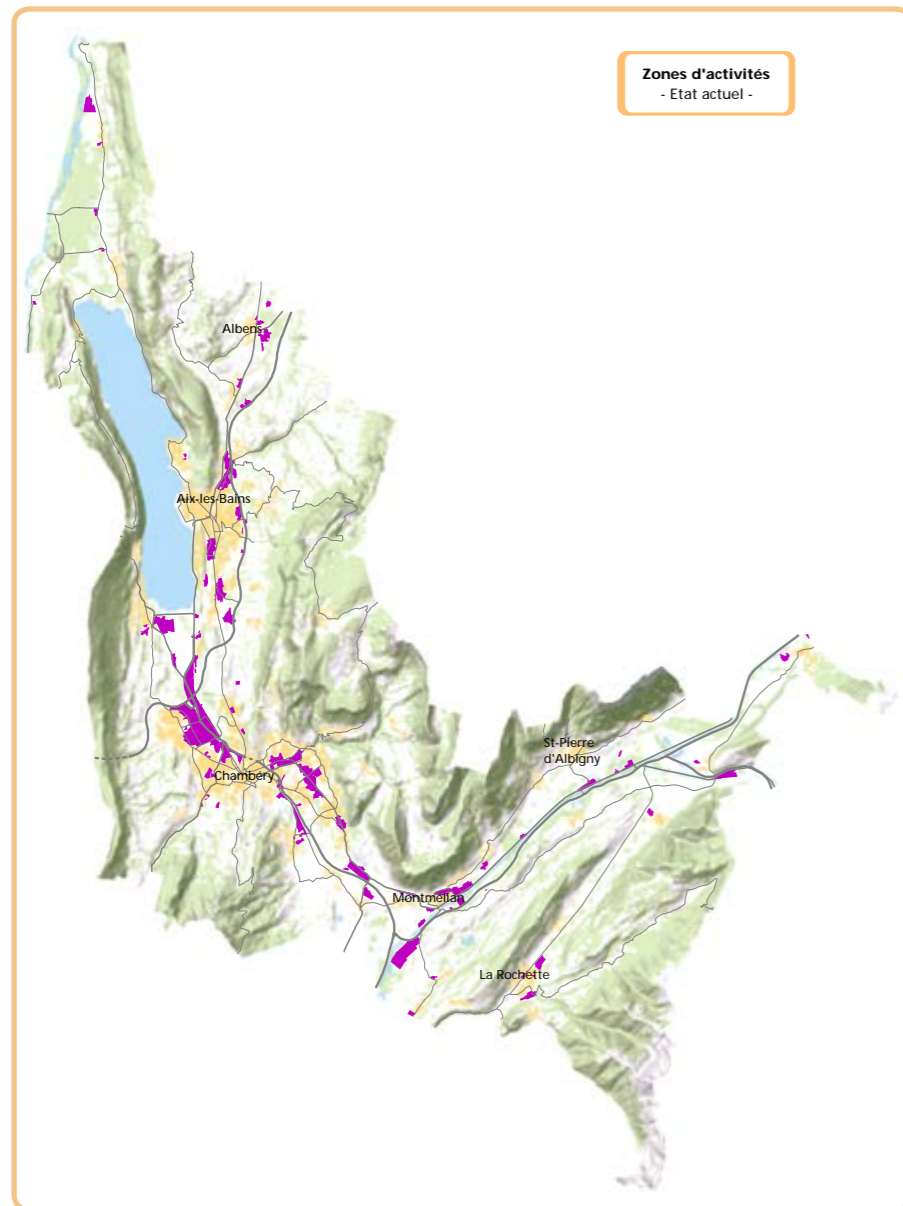 Zones d'activités
- Etat actuel -
Albens
Aix-les-Bains
St-Pierre
d'Albigny
Chambéry
Montmélian
La Rochette